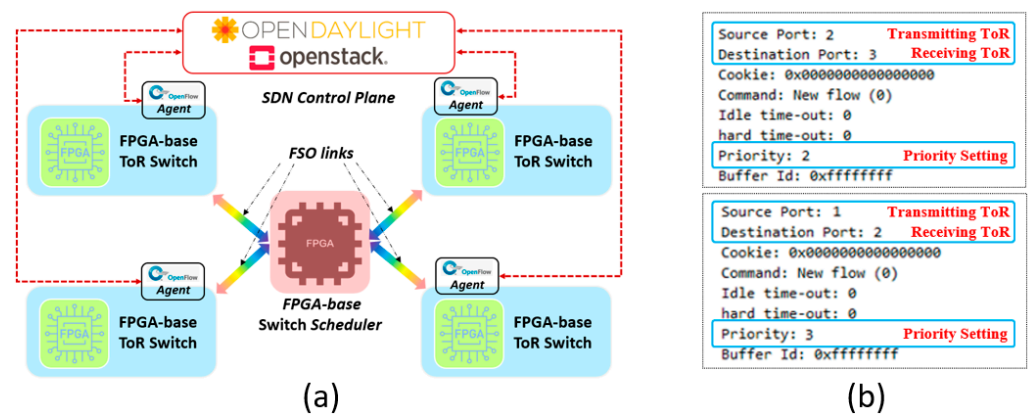 OPENDAYLIGHT
openstack.
SDN Control Plane
OpenFlow
Agent
FPGA
FPGA-base
ToR Switch
OpenFlow
Agent
FPGA
FPGA-base
ToR Switch
FSO links
FPGA
FPGA-base
Switch Scheduler
OpenFlow
Agent
FPGA
FPGA-base
ToR Switch
OpenFlow
Agent
FPGA
FPGA-base
ToR Switch
(a)
Source Port: 2 Transmitting ToR
Destination Port: 3 Receiving ToR
Cookie: 0x0000000000000000
Command: New flow (0)
Idle time-out: 0
hard time-out: 0
Priority: 2 Priority Setting
Buffer Id: 0xffffffff
Source Port: 1 Transmitting ToR
Destination Port: 2 Receiving ToR
Cookie: 0x0000000000000000
Command: New flow (0)
Idle time-out: 0
hard time-out: 0
Priority: 3 Priority Setting
Buffer Id: 0xffffffff
(b)